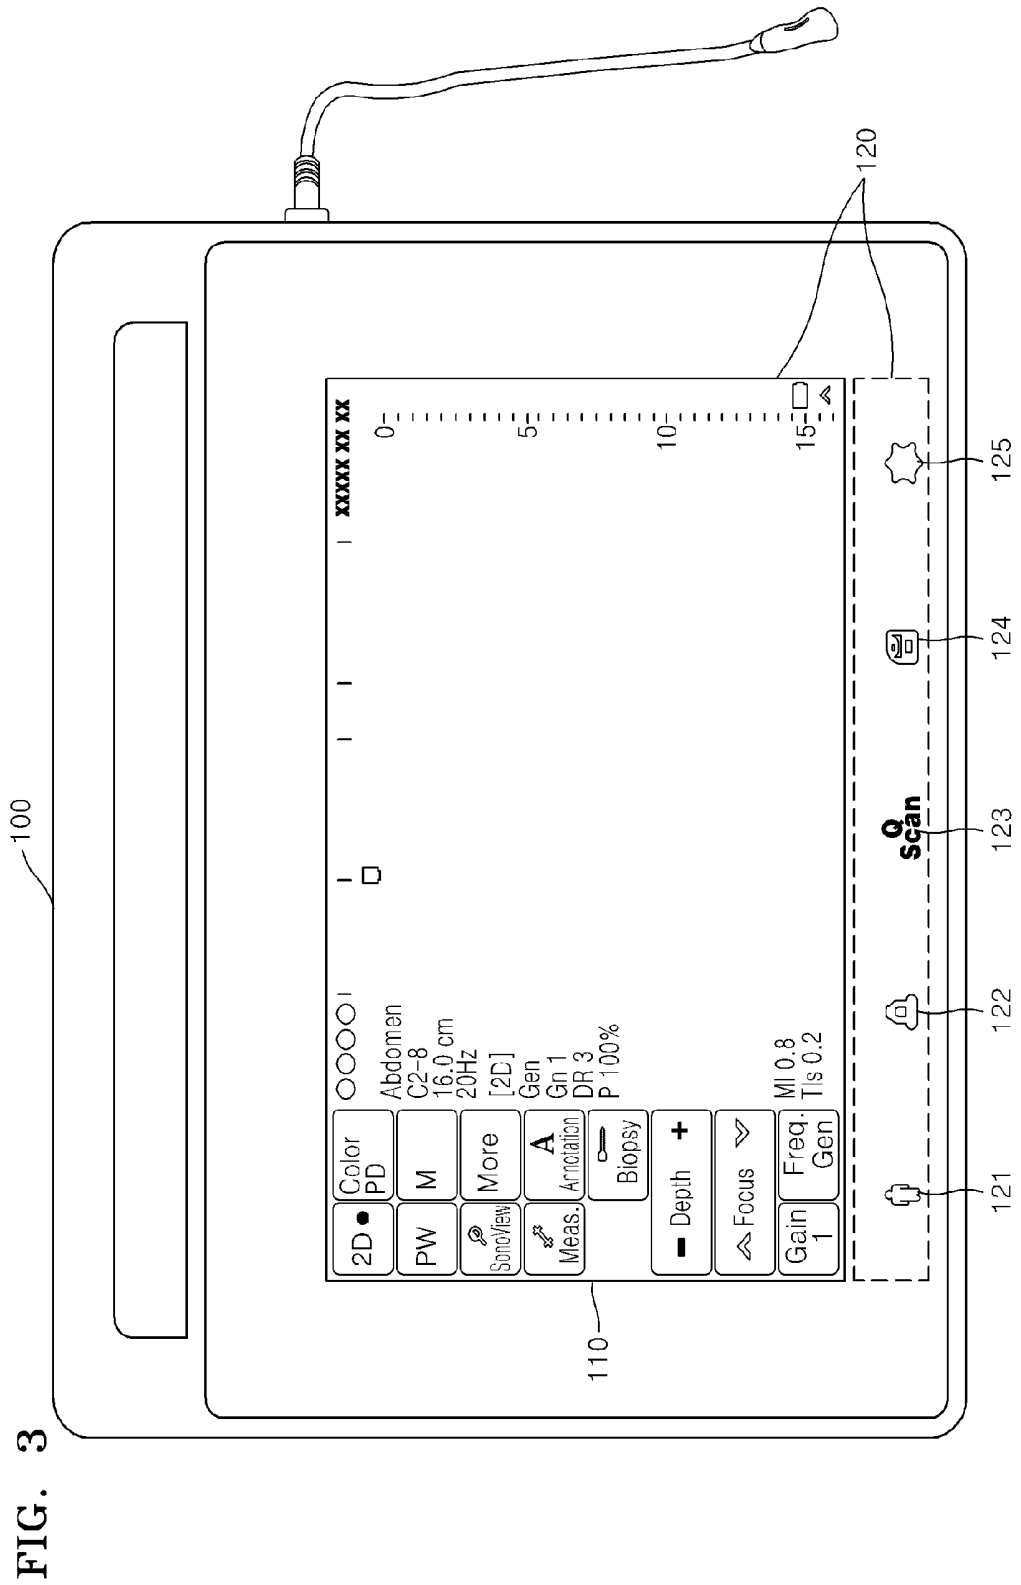 FIG. 3
100
2D
Color
PD
PW
M
SonoView
More
Meas.
A
Annotation
Biopsy
Depth +
Focus
Gain
1
Freq.
Gen
Abdomen
C2-8
16.0 cm
20Hz
[2D]
Gen
Gn 1
DR 3
P 100%
MI 0.8
TIs 0.2
XXXXX XX XX
0
5
10
15
110
120
Q
scan
121
122
123
124
125